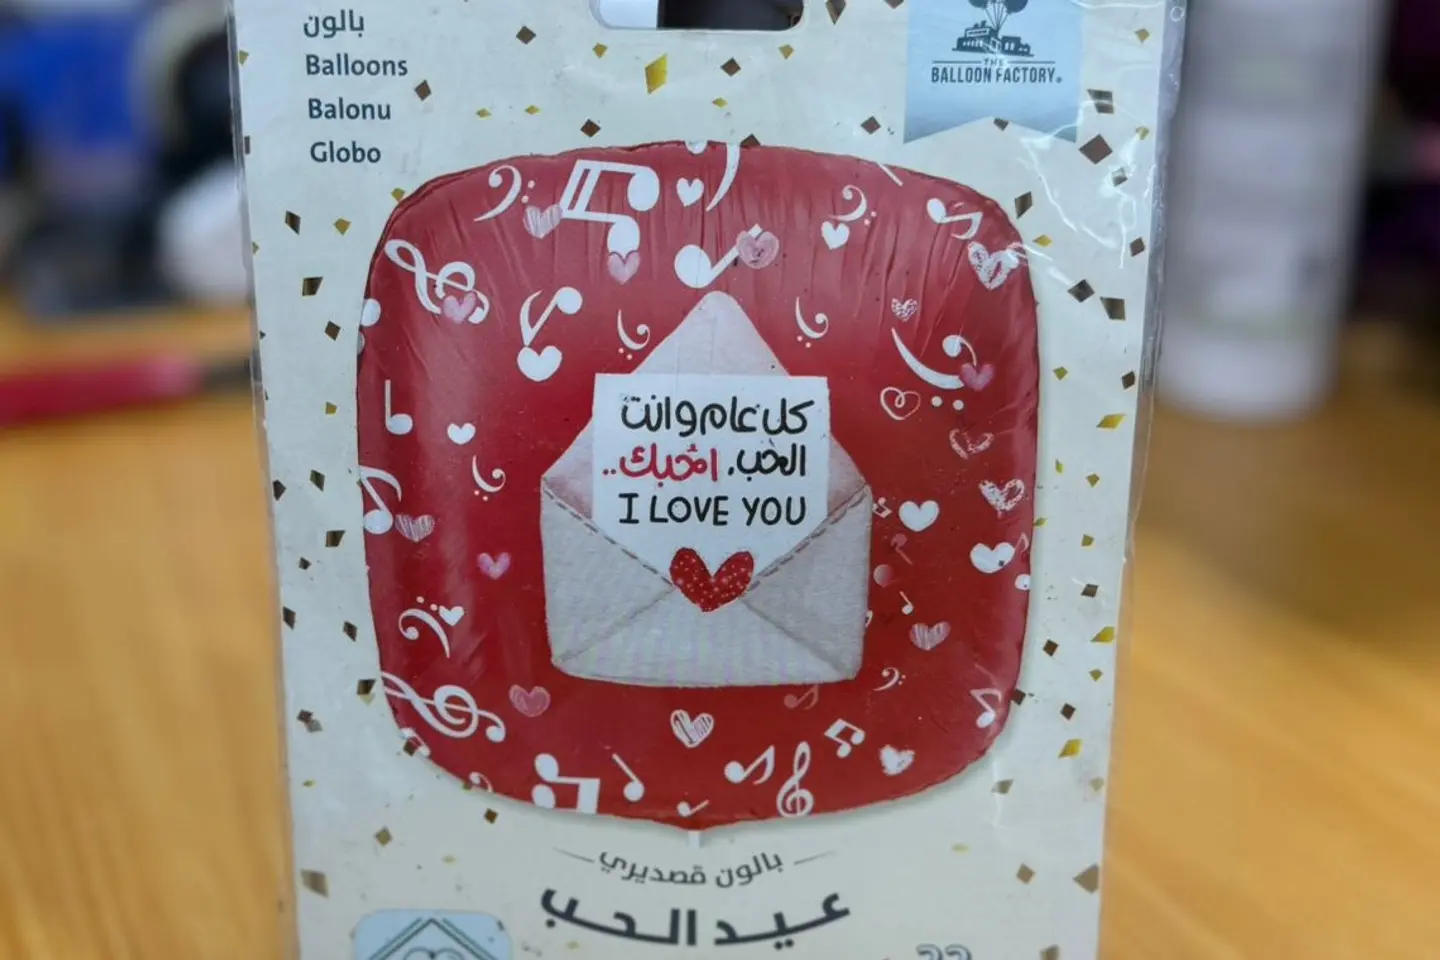 بالون
Balloons
Balonu
Globo
THE
BALLOON FACTORY
كل عام وانت
الحب. احبك..
I LOVE YOU
بالون قصديري
عيد الحب